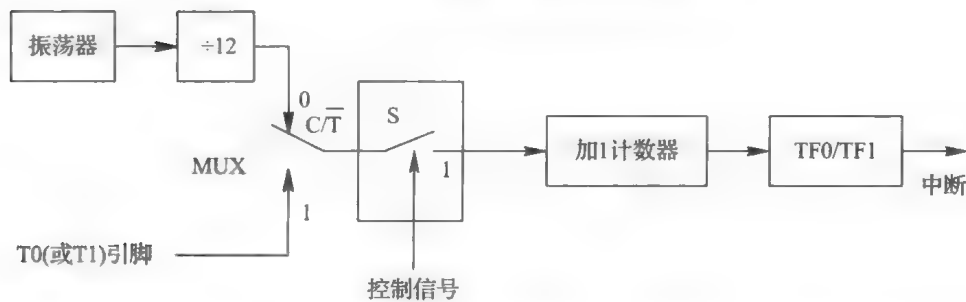 振荡器
÷12
0
C/T̅
S
MUX
1
1
加1计数器
TF0/TF1
中断
T0(或T1)引脚
控制信号